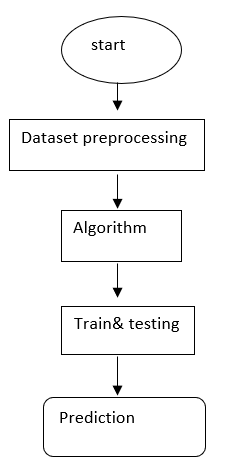 start
Dataset preprocessing
Algorithm
Train& testing
Prediction